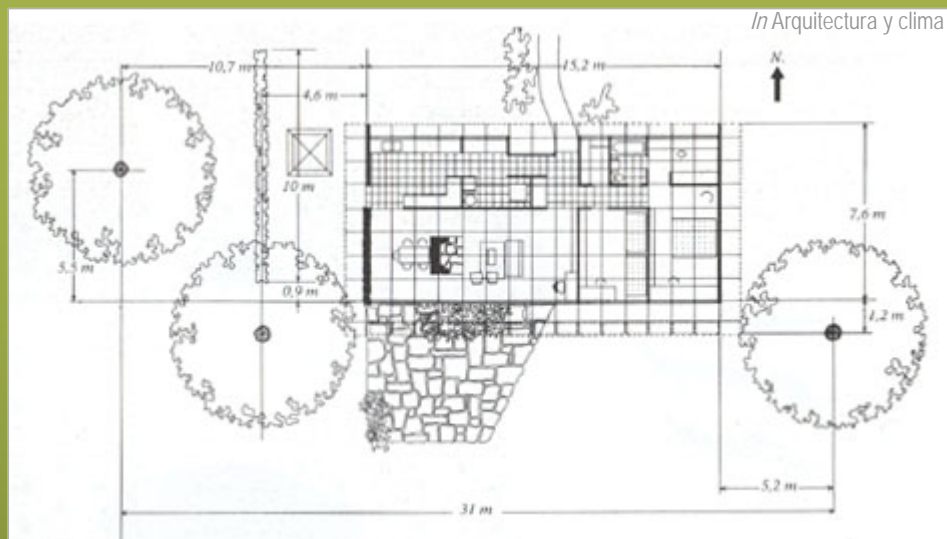 In Arquitectura y clima
10,7 m
15,2 m
N.
4,6 m
10 m
7,6 m
5,5 m
0,9 m
1,2 m
5,2 m
31 m